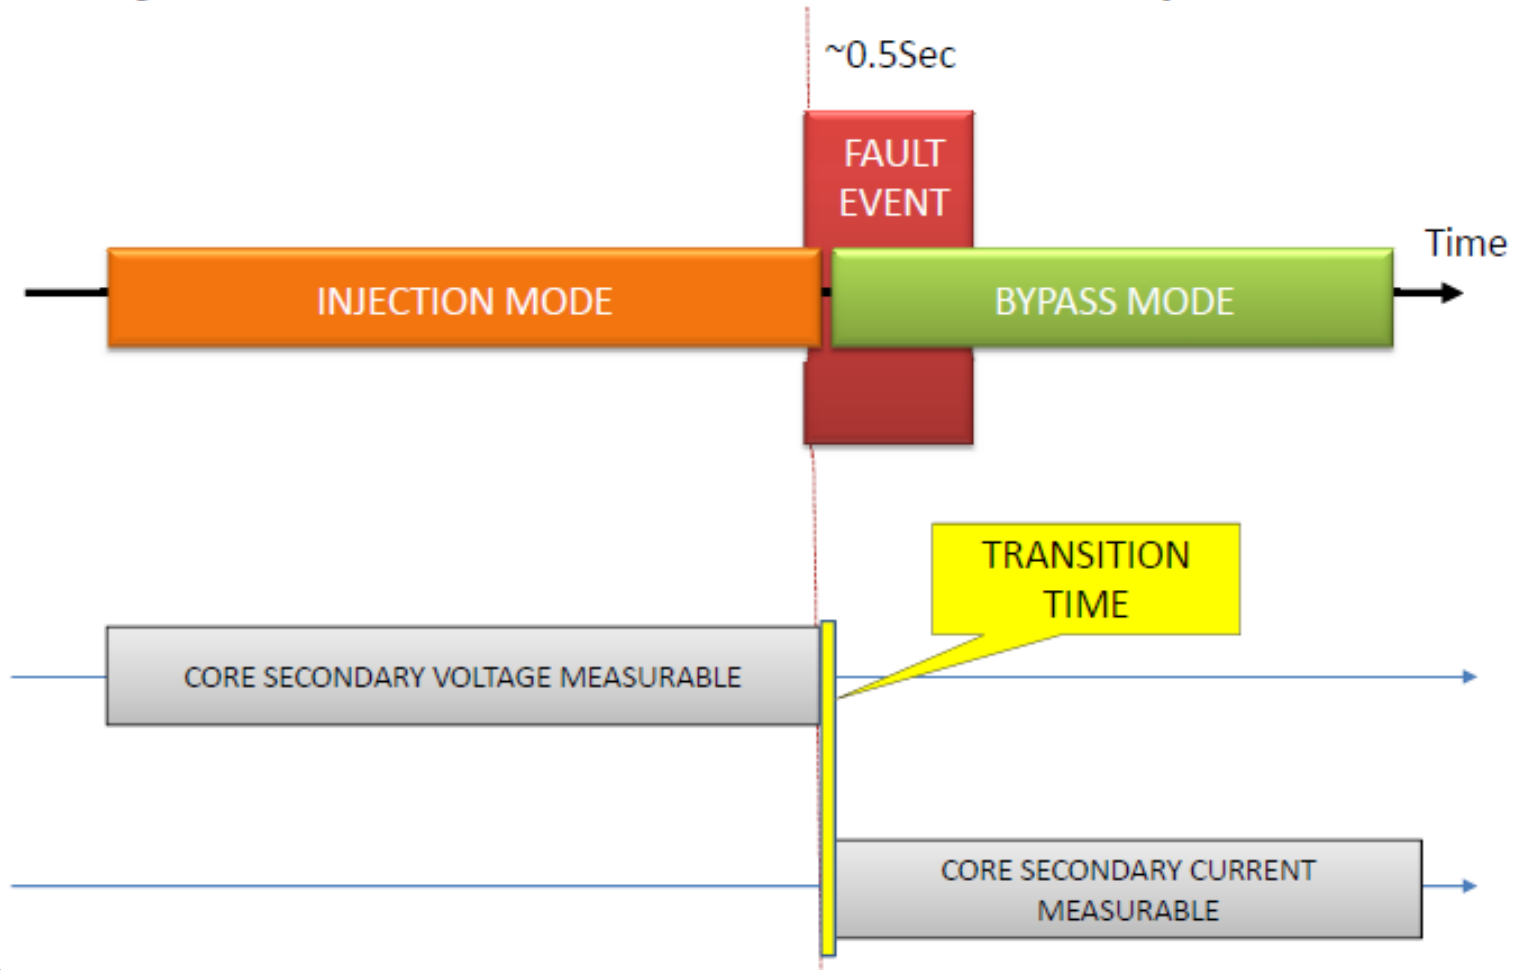 ~0.5Sec
FAULT
EVENT
Time
INJECTION MODE
BYPASS MODE
TRANSITION
TIME
CORE SECONDARY VOLTAGE MEASURABLE
CORE SECONDARY CURRENT
MEASURABLE